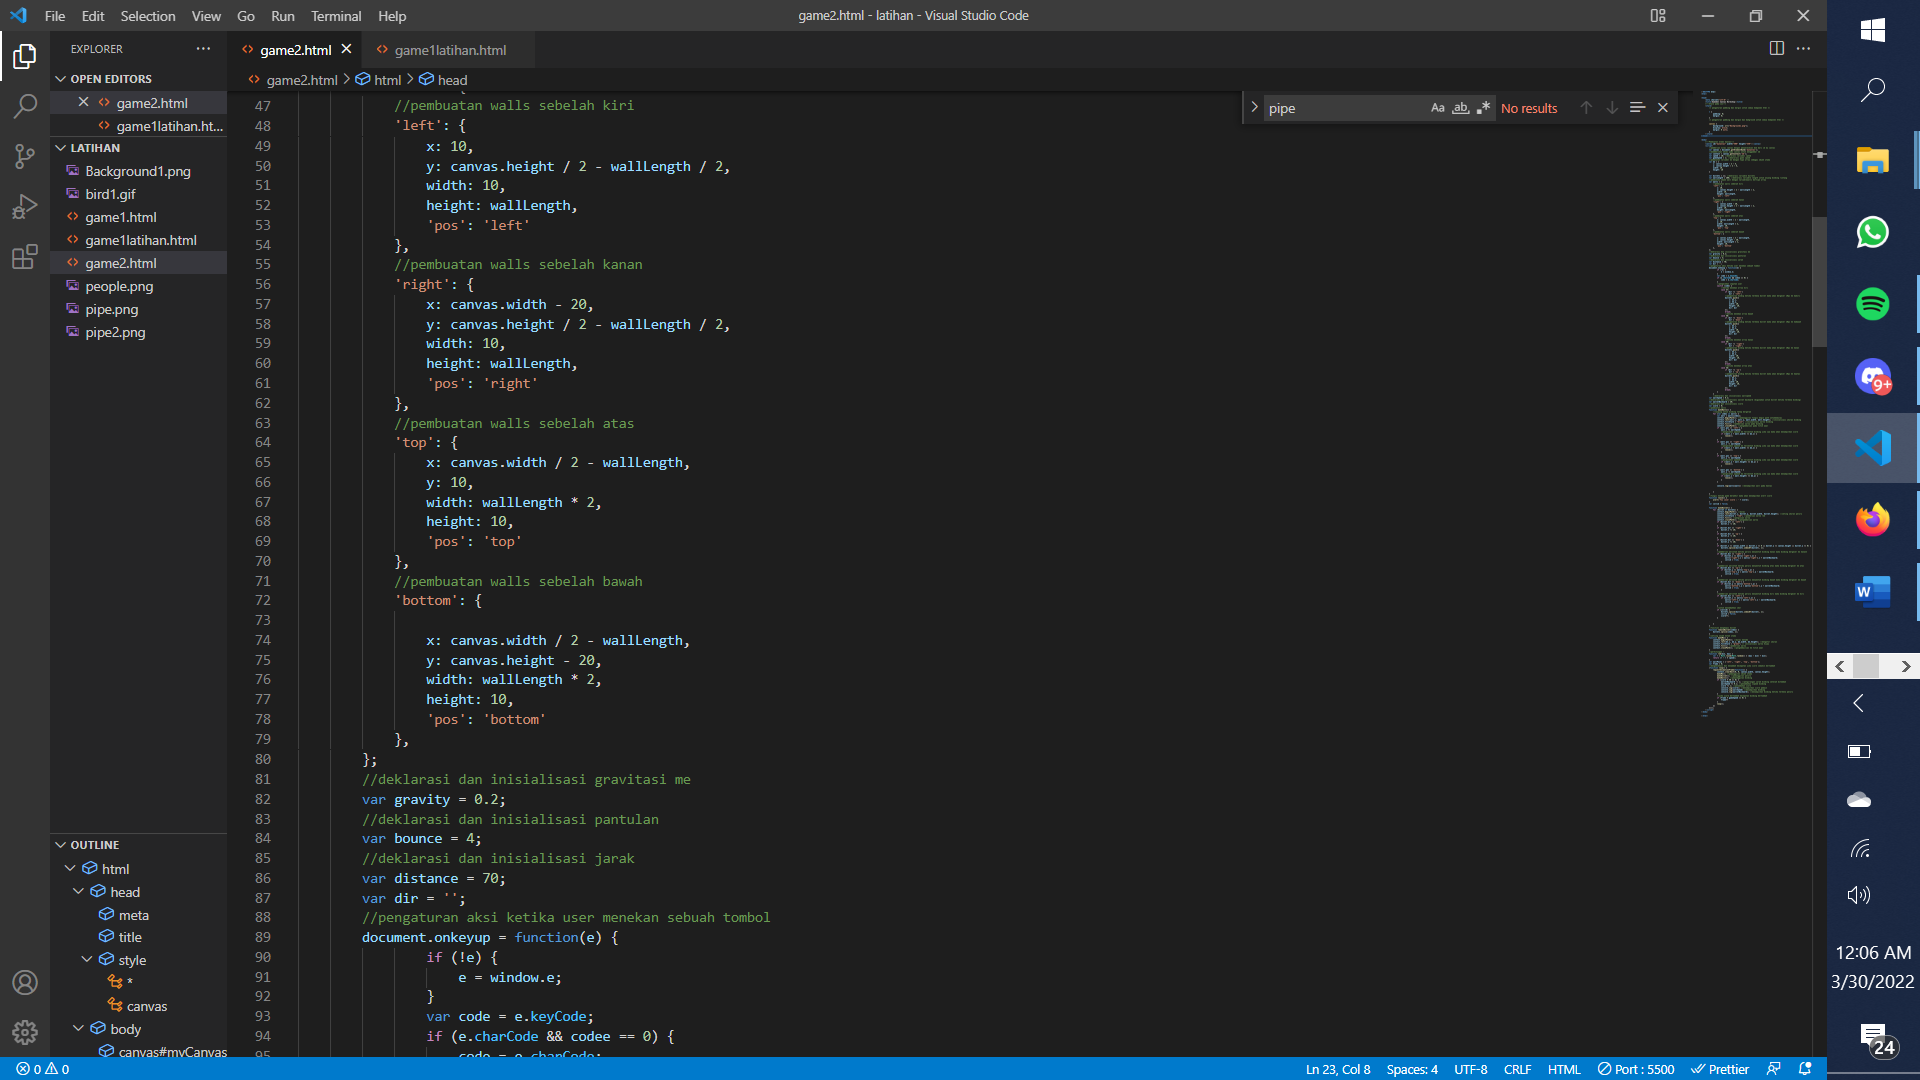 File Edit Selection View Go Run Terminal Help
game2.html - latihan - Visual Studio Code
EXPLORER
OPEN EDITORS
game2.html
game1latihan.ht...
LATIHAN
Background1.png
bird1.gif
game1.html
game1latihan.html
game2.html
people.png
pipe.png
pipe2.png
OUTLINE
html
head
meta
title
style
*
canvas
body
canvas#myCanvas
game2.html game1latihan.html
game2.html > html > head
pipe Aa ab, .* No results
47 //pembuatan walls sebelah kiri
48 'left': {
49 x: 10,
50 y: canvas.height / 2 - wallLength / 2,
51 width: 10,
52 height: wallLength,
53 'pos': 'left'
54 },
55 //pembuatan walls sebelah kanan
56 'right': {
57 x: canvas.width - 20,
58 y: canvas.height / 2 - wallLength / 2,
59 width: 10,
60 height: wallLength,
61 'pos': 'right'
62 },
63 //pembuatan walls sebelah atas
64 'top': {
65 x: canvas.width / 2 - wallLength,
66 y: 10,
67 width: wallLength * 2,
68 height: 10,
69 'pos': 'top'
70 },
71 //pembuatan walls sebelah bawah
72 'bottom': {
73
74 x: canvas.width / 2 - wallLength,
75 y: canvas.height - 20,
76 width: wallLength * 2,
77 height: 10,
78 'pos': 'bottom'
79 },
80 };
81 //deklarasi dan inisialisasi gravitasi me
82 var gravity = 0.2;
83 //deklarasi dan inisialisasi pantulan
84 var bounce = 4;
85 //deklarasi dan inisialisasi jarak
86 var distance = 70;
87 var dir = '';
88 //pengaturan aksi ketika user menekan sebuah tombol
89 document.onkeyup = function(e) {
90 if (!e) {
91 e = window.e;
92 }
93 var code = e.keyCode;
94 if (e.charCode && codee == 0) {
95 code = e.charCode;
0 0
Ln 23, Col 8 Spaces: 4 UTF-8 CRLF HTML Port : 5500 Prettier
9+
W
12:06 AM
3/30/2022
24